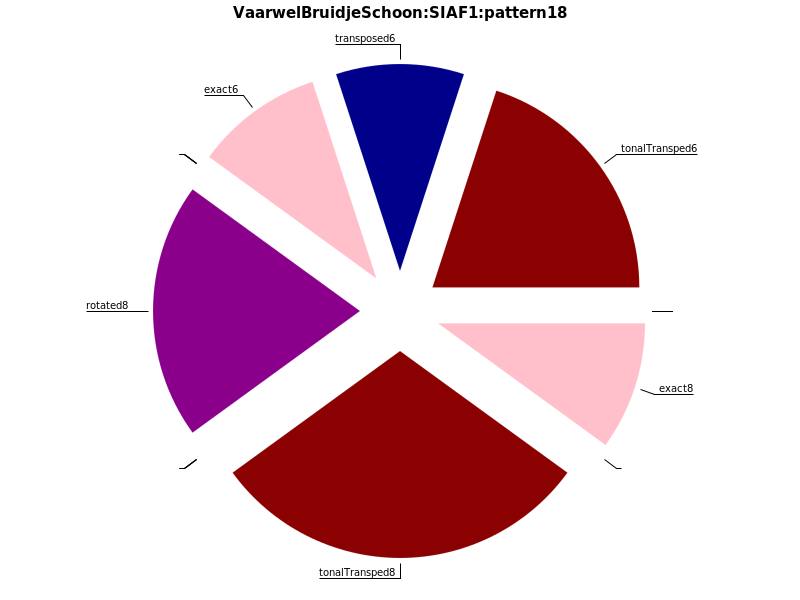 VaarwelBruidjeSchoon:SIAF1:pattern18
transposed6
exact6
tonalTransped6
rotated8
exact8
tonalTransped8